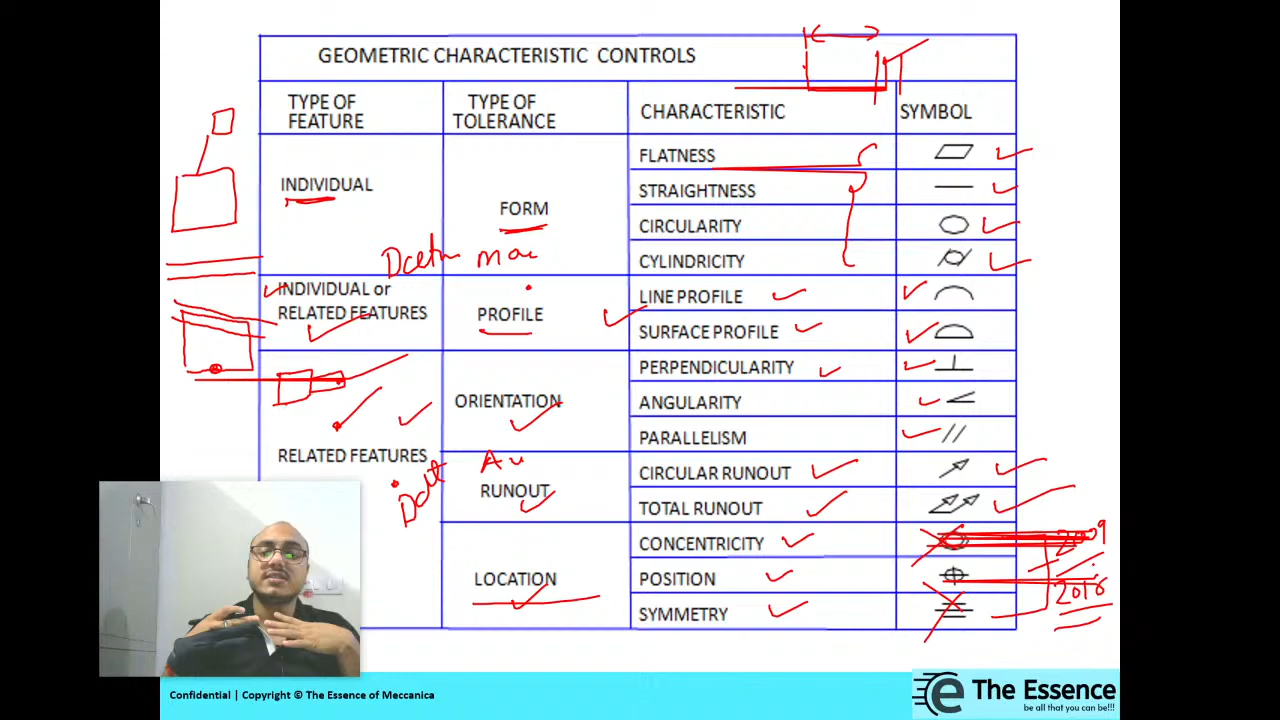 GEOMETRIC CHARACTERISTIC CONTROLS
TYPE OF FEATURE
TYPE OF TOLERANCE
CHARACTERISTIC
SYMBOL
INDIVIDUAL
FORM
FLATNESS
STRAIGHTNESS
CIRCULARITY
CYLINDRICITY
INDIVIDUAL or
RELATED FEATURES
PROFILE
LINE PROFILE
SURFACE PROFILE
RELATED FEATURES
ORIENTATION
PERPENDICULARITY
ANGULARITY
PARALLELISM
RUNOUT
CIRCULAR RUNOUT
TOTAL RUNOUT
LOCATION
CONCENTRICITY
POSITION
SYMMETRY
2009
2018
Confidential | Copyright © The Essence of Meccanica
The Essence
be all that you can be!!!